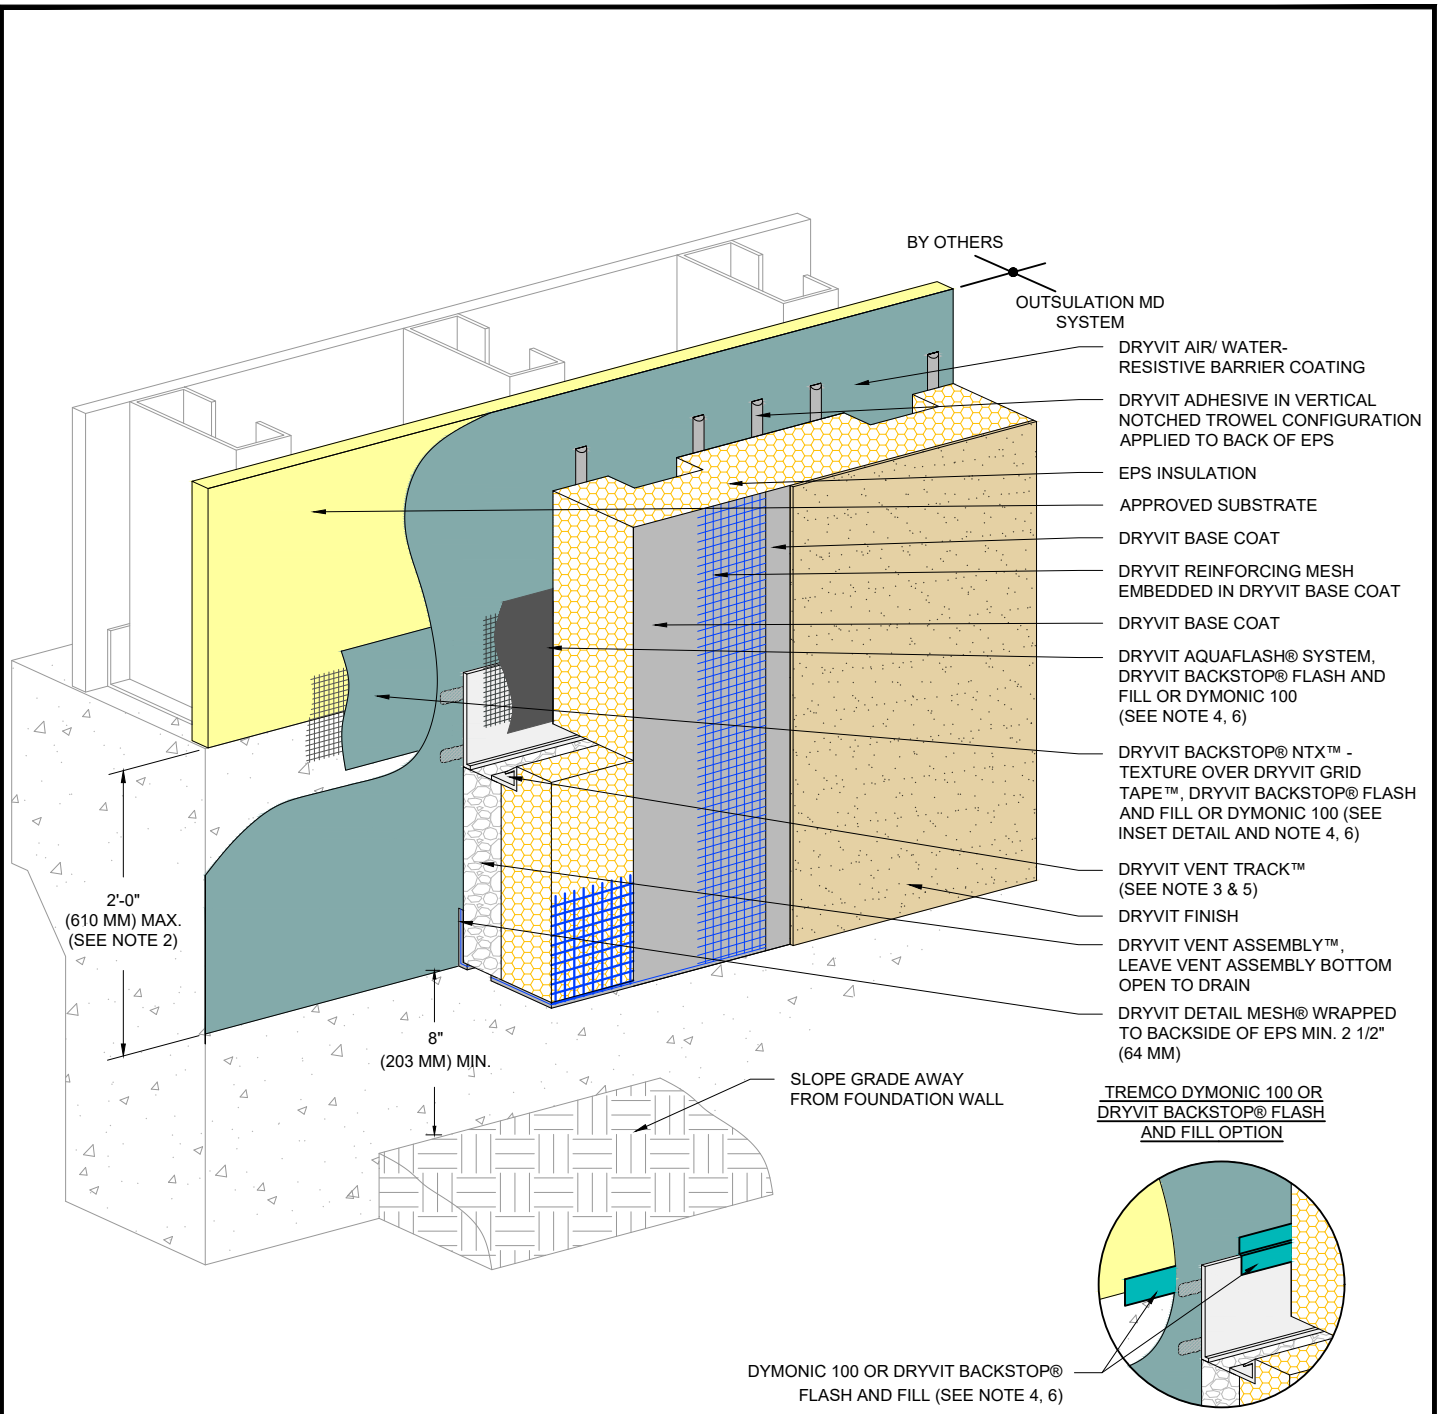 BY OTHERS
OUTSULATION MD
SYSTEM
DRYVIT AIR/ WATER-
RESISTIVE BARRIER COATING
DRYVIT ADHESIVE IN VERTICAL
NOTCHED TROWEL CONFIGURATION
APPLIED TO BACK OF EPS
EPS INSULATION
APPROVED SUBSTRATE
DRYVIT BASE COAT
DRYVIT REINFORCING MESH
EMBEDDED IN DRYVIT BASE COAT
DRYVIT BASE COAT
DRYVIT AQUAFLASH® SYSTEM,
DRYVIT BACKSTOP® FLASH AND
FILL OR DYMONIC 100
(SEE NOTE 4, 6)
DRYVIT BACKSTOP® NTX™ -
TEXTURE OVER DRYVIT GRID
TAPE™, DRYVIT BACKSTOP® FLASH
AND FILL OR DYMONIC 100 (SEE
INSET DETAIL AND NOTE 4, 6)
DRYVIT VENT TRACK™
(SEE NOTE 3 & 5)
DRYVIT FINISH
DRYVIT VENT ASSEMBLY™,
LEAVE VENT ASSEMBLY BOTTOM
OPEN TO DRAIN
DRYVIT DETAIL MESH® WRAPPED
TO BACKSIDE OF EPS MIN. 2 1/2"
(64 MM)
2'-0"
(610 MM) MAX.
(SEE NOTE 2)
8"
(203 MM) MIN.
SLOPE GRADE AWAY
FROM FOUNDATION WALL
TREMCO DYMONIC 100 OR
DRYVIT BACKSTOP® FLASH
AND FILL OPTION
DYMONIC 100 OR DRYVIT BACKSTOP®
FLASH AND FILL (SEE NOTE 4, 6)